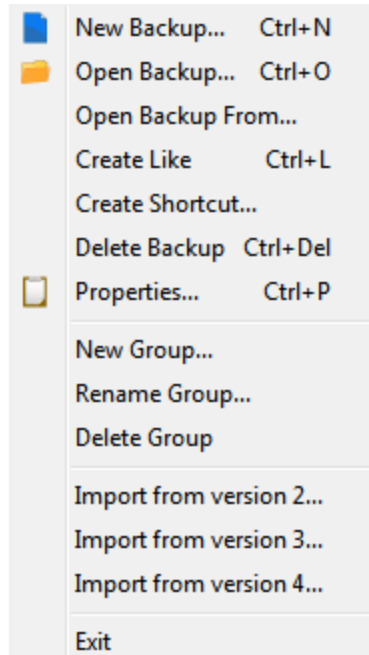 New Backup... Ctrl+N
Open Backup... Ctrl+O
Open Backup From...
Create Like Ctrl+L
Create Shortcut...
Delete Backup Ctrl+Del
Properties... Ctrl+P
New Group...
Rename Group...
Delete Group
Import from version 2...
Import from version 3...
Import from version 4...
Exit